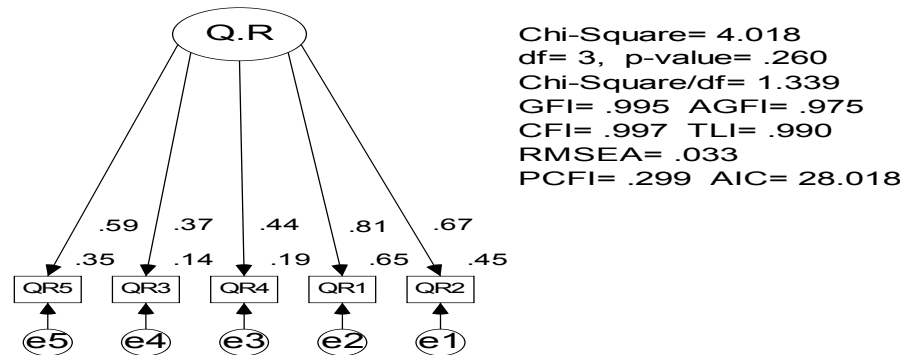 Q.R
Chi-Square= 4.018
df= 3,  p-value= .260
Chi-Square/df= 1.339
GFI= .995  AGFI= .975
CFI= .997  TLI= .990
RMSEA= .033
PCFI= .299  AIC= 28.018
.59 .37 .44 .81 .67
.35 .14 .19 .65 .45
QR5 QR3 QR4 QR1 QR2
e5 e4 e3 e2 e1